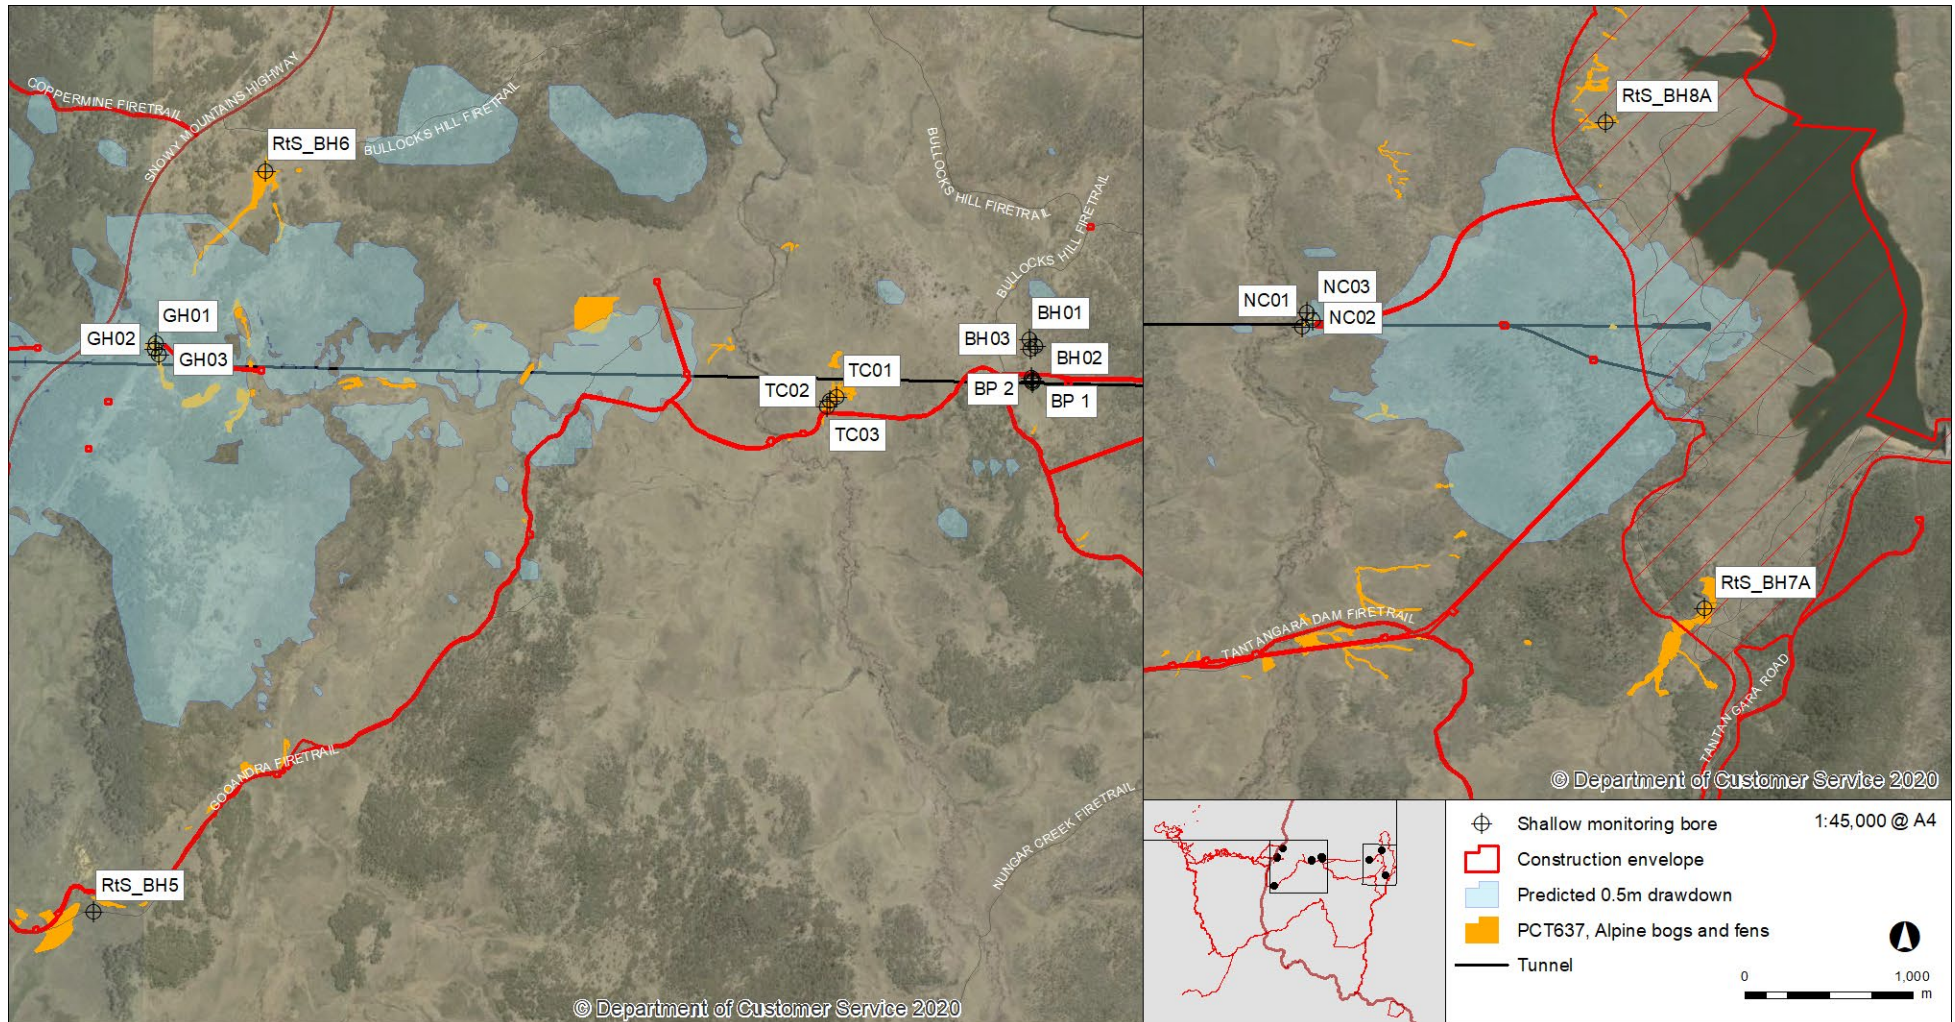 COPPERMINE FIRETRAIL
SNOWY MOUNTAINS HIGHWAY
RtS_BH6
BULLOCKS HILL FIRETRAIL
BULLOCKS HILL FIRETRAIL
BULLOCKS HILL FIRETRAIL
GH01
GH02
GH03
BH01
BH03
BH02
TC01
TC02
TC03
BP 2
BP 1
GOOANDRA FIRETRAIL
RtS_BH5
NUNGAR CREEK FIRETRAIL
© Department of Customer Service 2020
RtS_BH8A
NC03
NC01
NC02
RtS_BH7A
TANTANGARA DAM FIRETRAIL
TANTANGARA ROAD
© Department of Customer Service 2020
Shallow monitoring bore
1:45,000 @ A4
Construction envelope
Predicted 0.5m drawdown
PCT637, Alpine bogs and fens
Tunnel
0 1,000
m